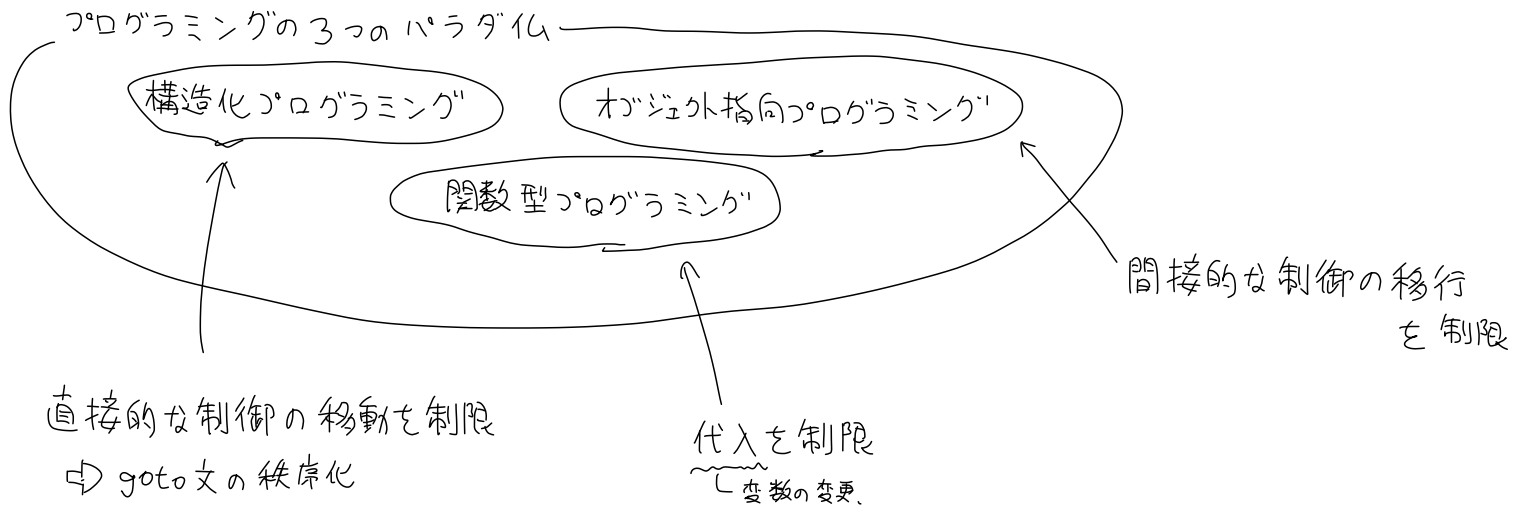 プログラミングの3つのパラダイム
構造化プログラミング
オブジェクト指向プログラミング
関数型プログラミング
間接的な制御の移行
を制限
直接的な制御の移動を制限
⇨ goto文の秩序化
代入を制限
変数の変更.